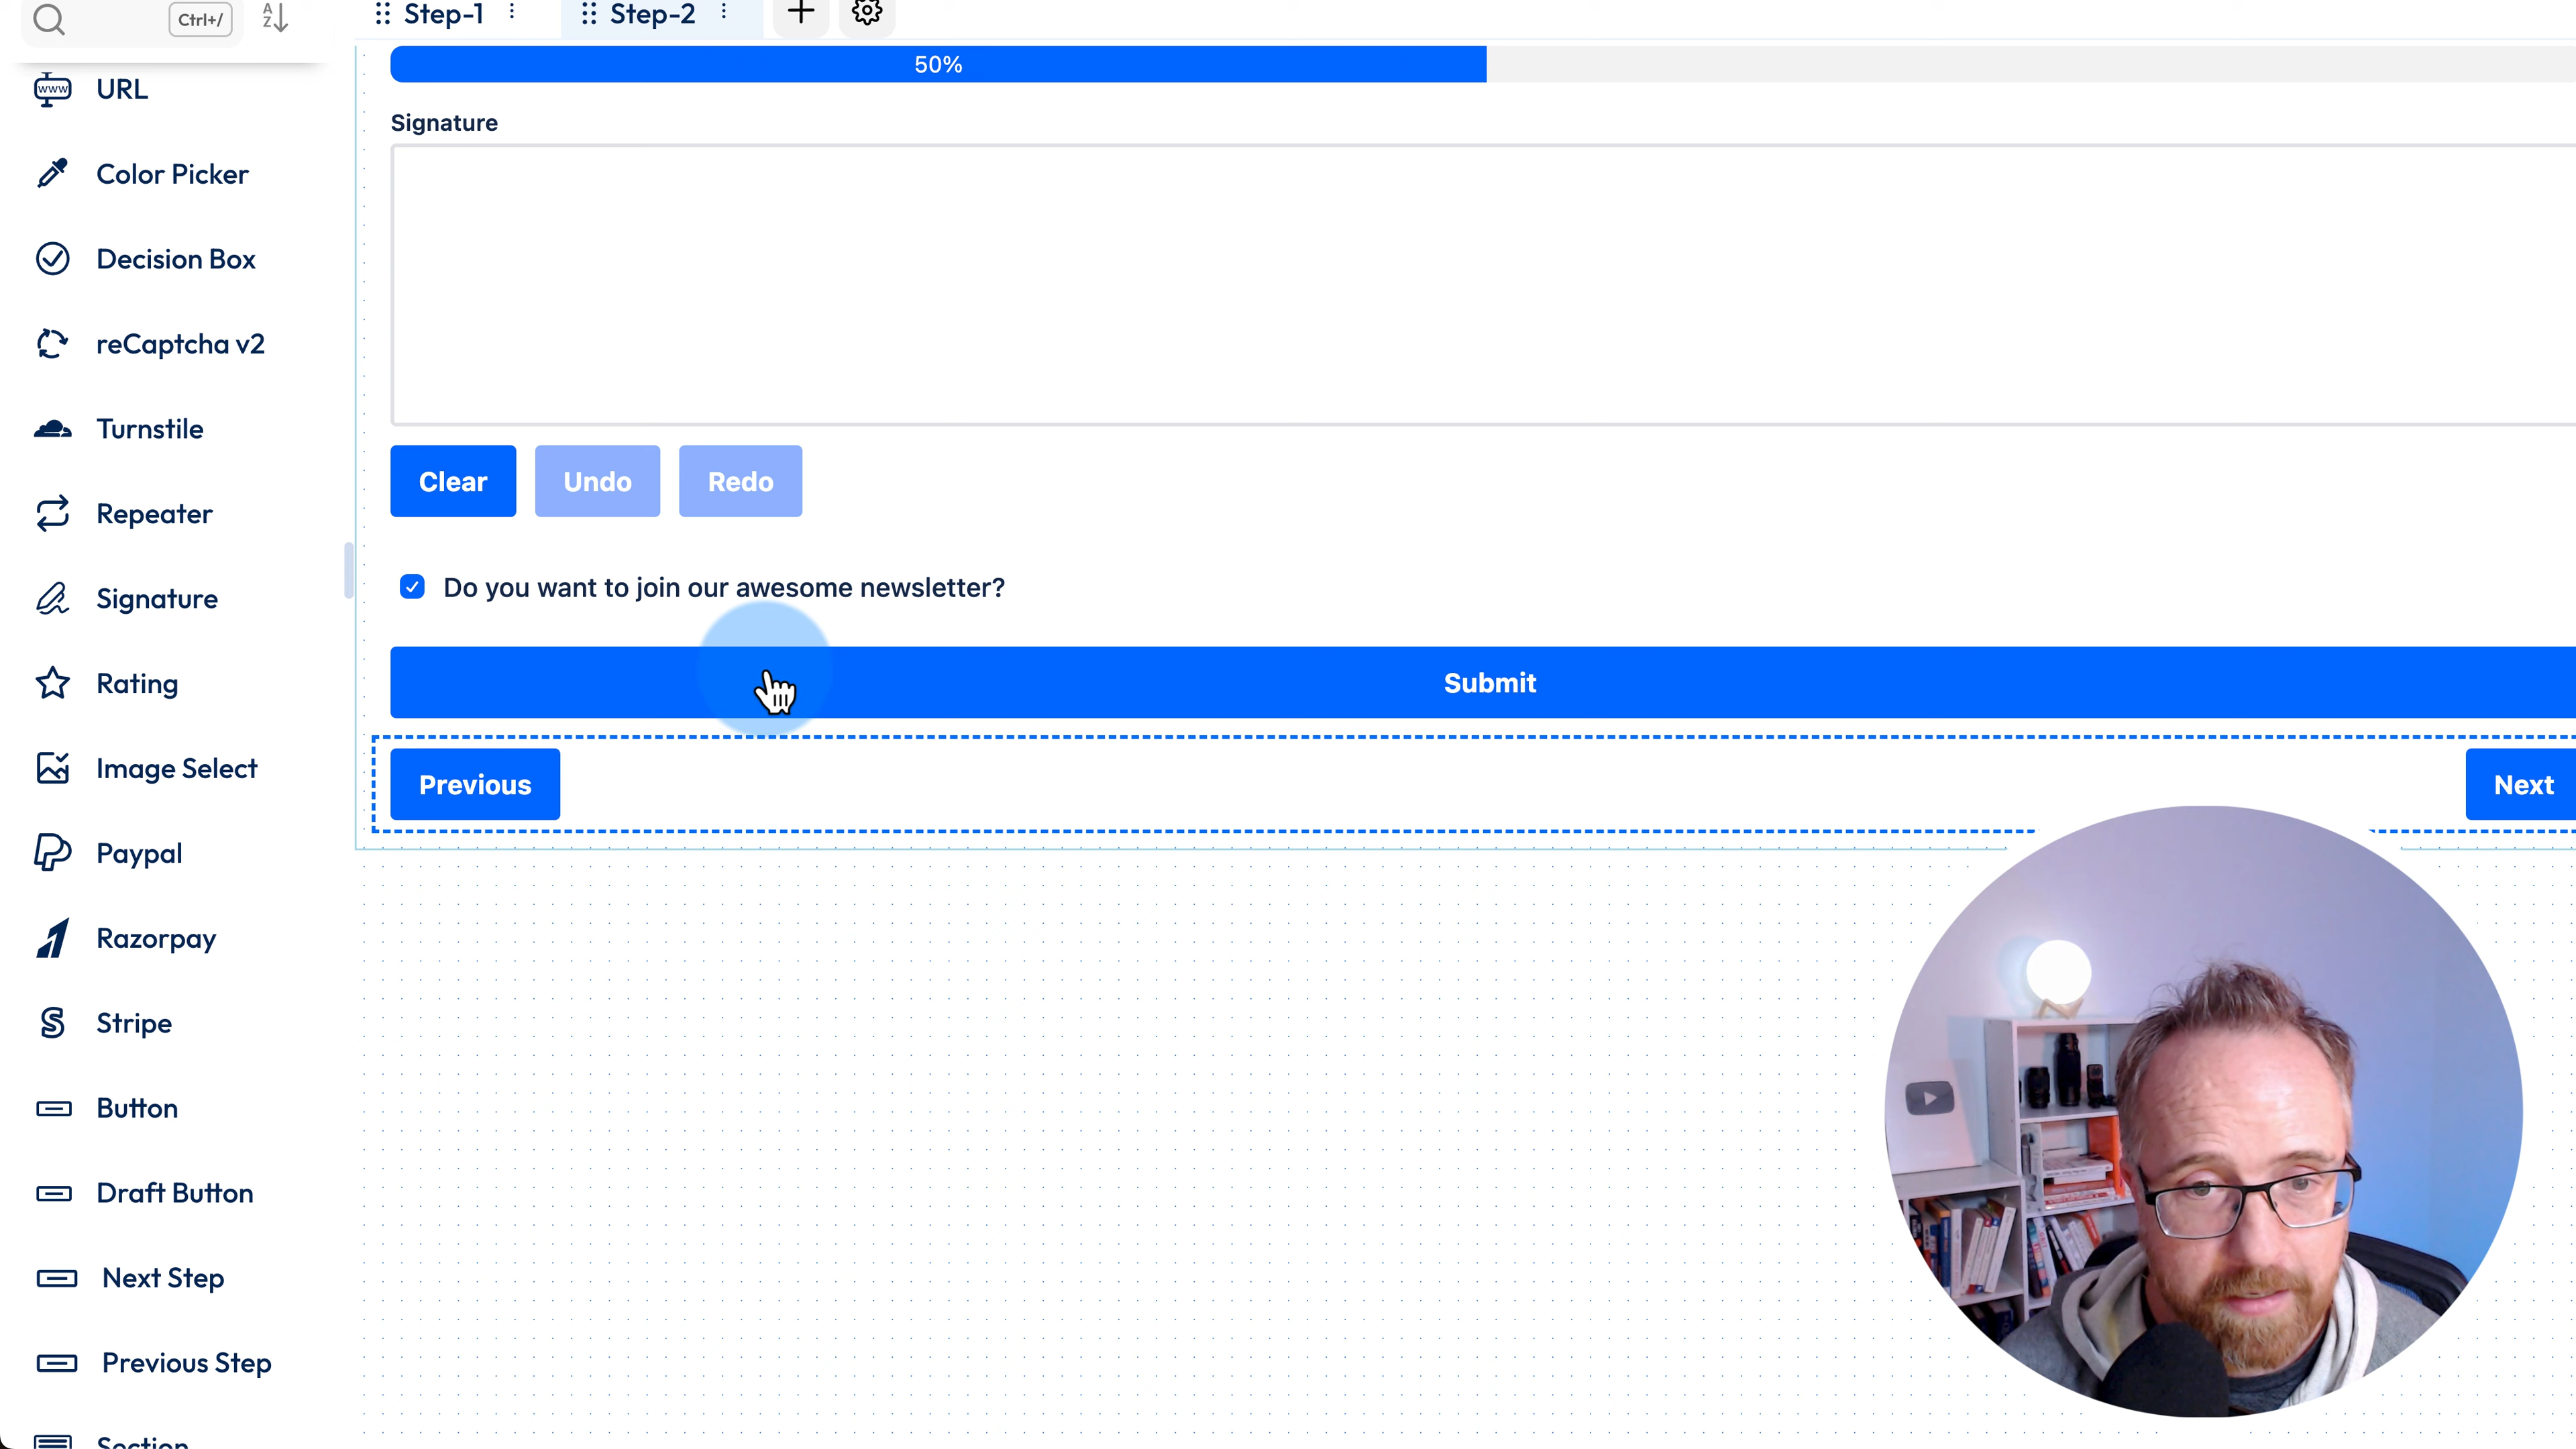 Ctrl+/
A
Z
Step-1
Step-2
www
URL
Color Picker
Decision Box
reCaptcha v2
Turnstile
Repeater
Signature
Rating
Image Select
Paypal
Razorpay
Stripe
Button
Draft Button
Next Step
Previous Step
Section
50%
Signature
Clear Undo Redo
Do you want to join our awesome newsletter?
Submit
Previous
Next